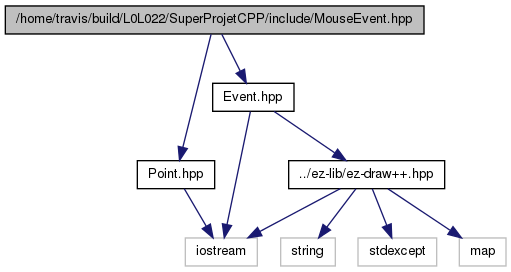 /home/travis/build/L0L022/SuperProjetCPP/include/MouseEvent.hpp
Event.hpp
Point.hpp
../ez-lib/ez-draw++.hpp
iostream
string
stdexcept
map